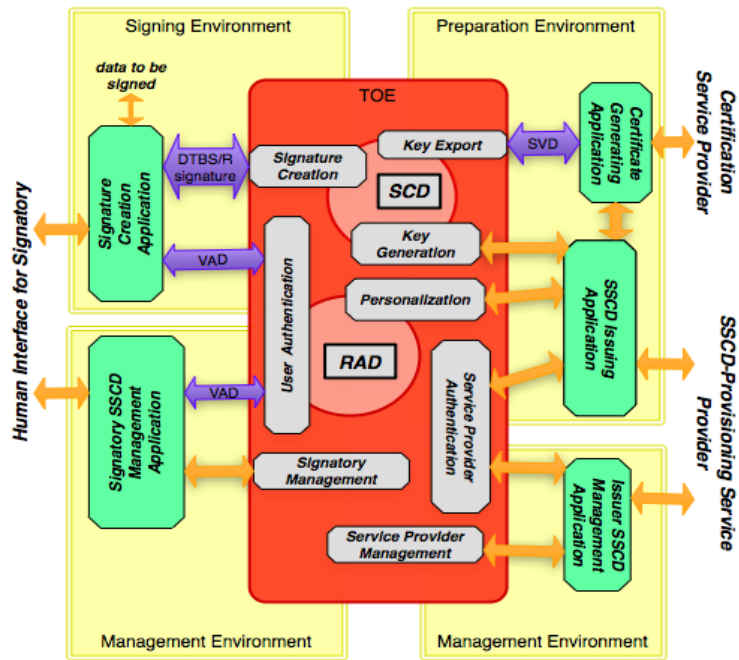 Signing Environment
Preparation Environment
data to be
signed
TOE
DTBS/R
signature
Signature
Creation
Key Export
SVD
Certificate
Generating
Application
Certification
Service Provider
SCD
Signature
Creation
Application
Human Interface for Signatory
VAD
Key
Generation
User Authentication
Personalization
SSCD Issuing
Application
RAD
Service Provider
Authentication
SSCD-Provisioning Service
Provider
Signatory SSCD
Management
Application
VAD
Signatory
Management
Issuer SSCD
Management
Application
Service Provider
Management
Management Environment
Management Environment